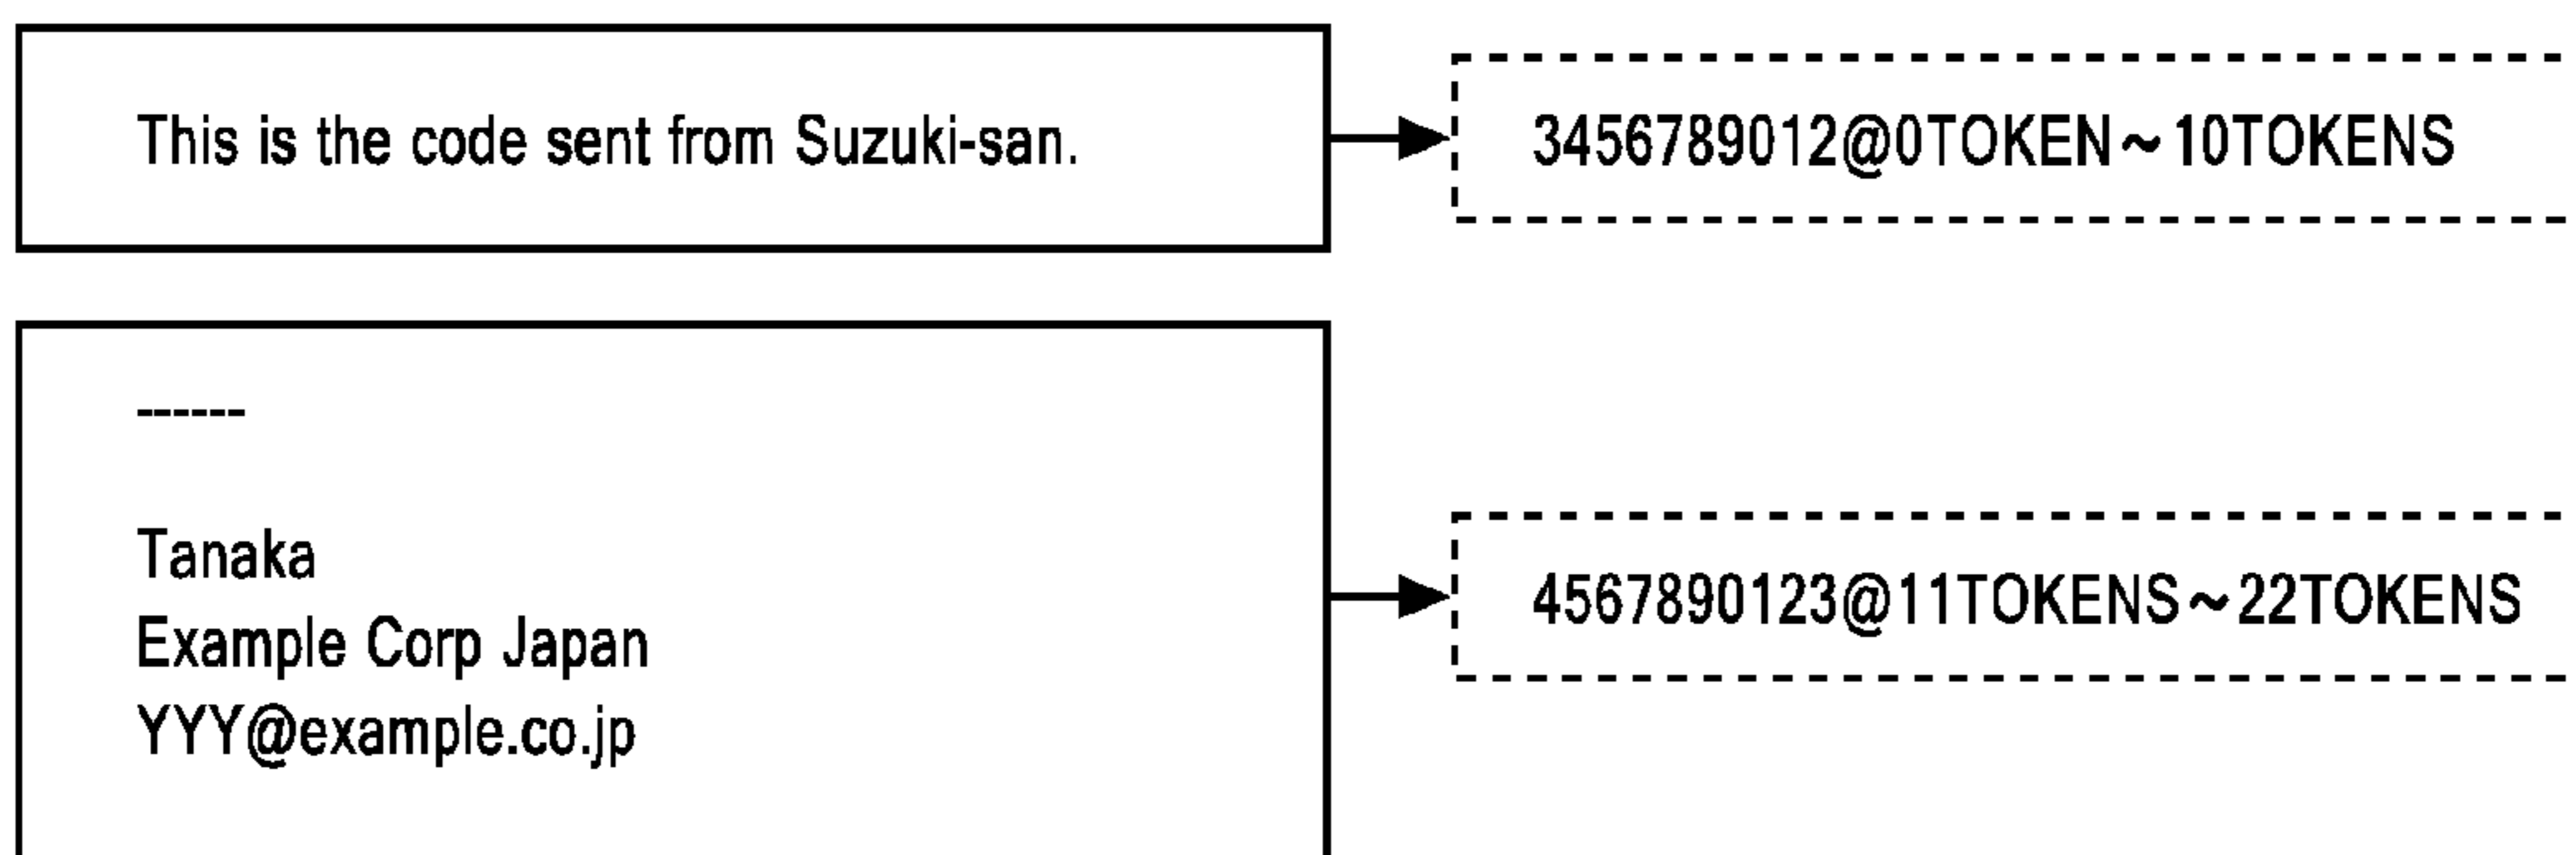 This is the code sent from Suzuki-san.
3456789012@0TOKEN~10TOKENS
------
Tanaka
Example Corp Japan
YYY@example.co.jp
4567890123@11TOKENS~22TOKENS